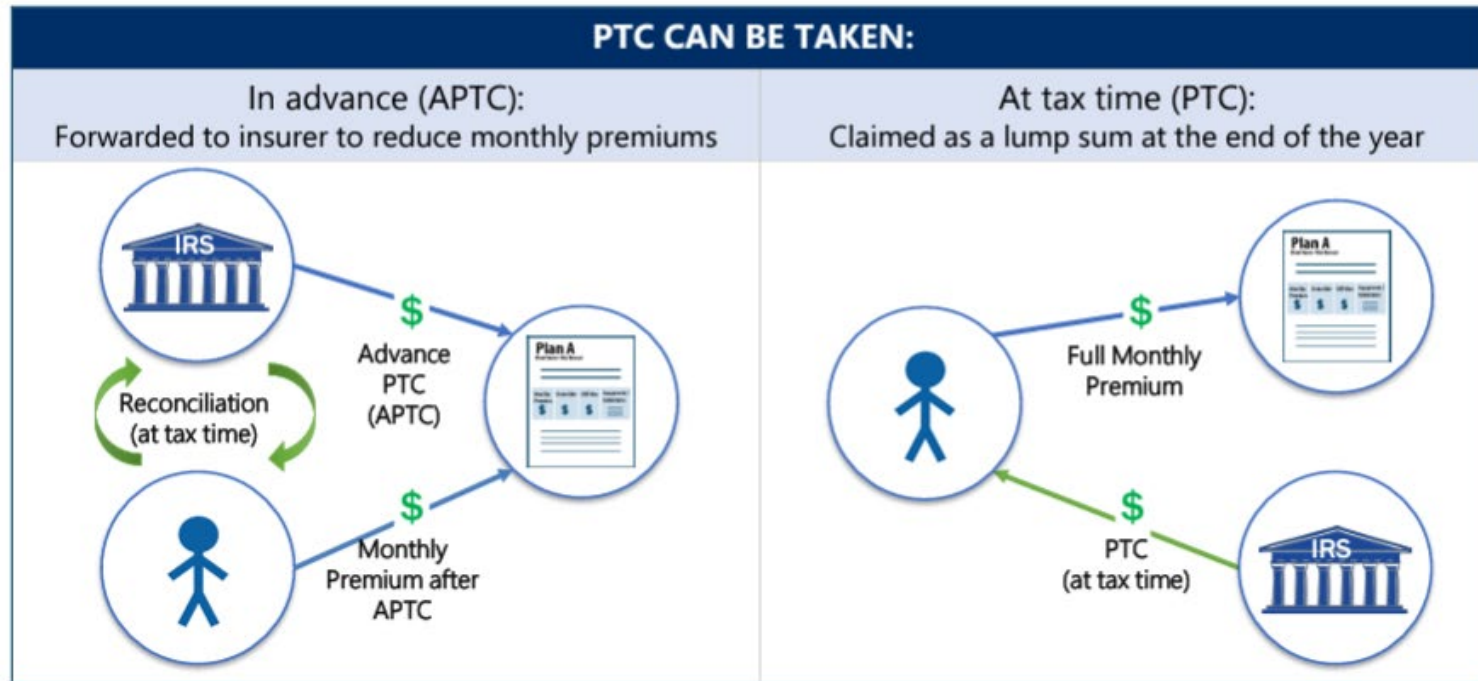 PTC CAN BE TAKEN:
In advance (APTC):
Forwarded to insurer to reduce monthly premiums
IRS
$
Advance
PTC
(APTC)
Plan A
$ $ $
Reconciliation
(at tax time)
$
Monthly
Premium after
APTC
At tax time (PTC):
Claimed as a lump sum at the end of the year
Plan A
$ $ $
$
Full Monthly
Premium
$
PTC
(at tax time)
IRS